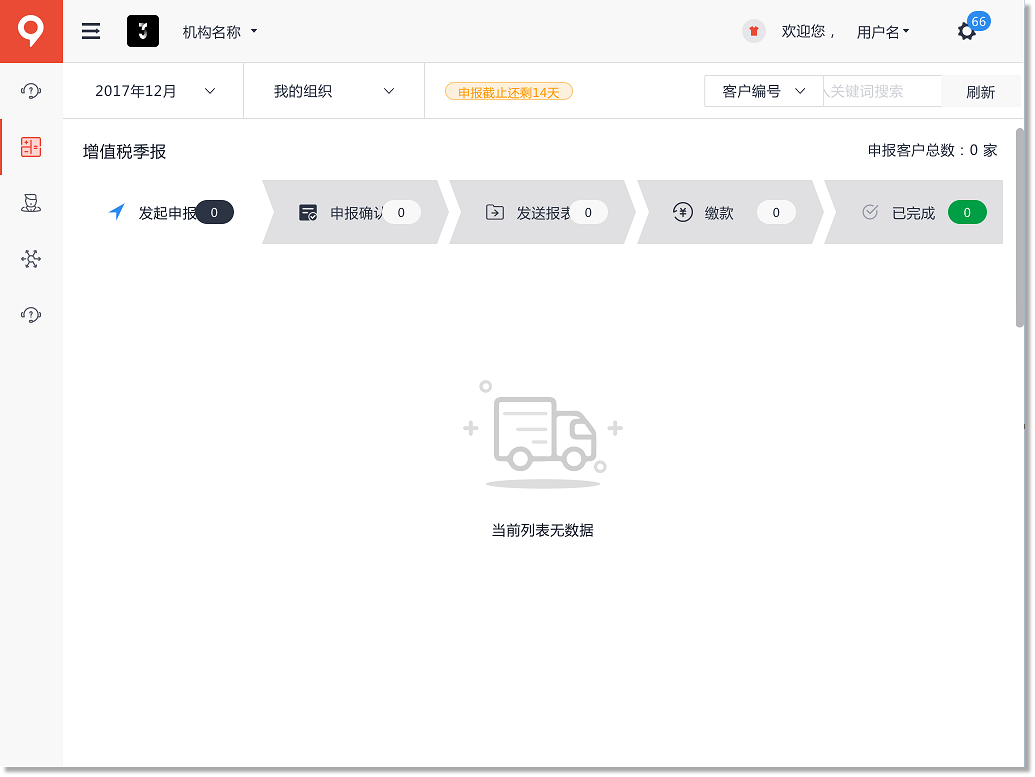 机构名称
欢迎您，
用户名
66
2017年12月
我的组织
申报截止还剩14天
客户编号
关键词搜索
刷新
增值税季报
申报客户总数：0 家
发起申报 0
申报确认 0
发送报表 0
缴款 0
已完成 0
当前列表无数据